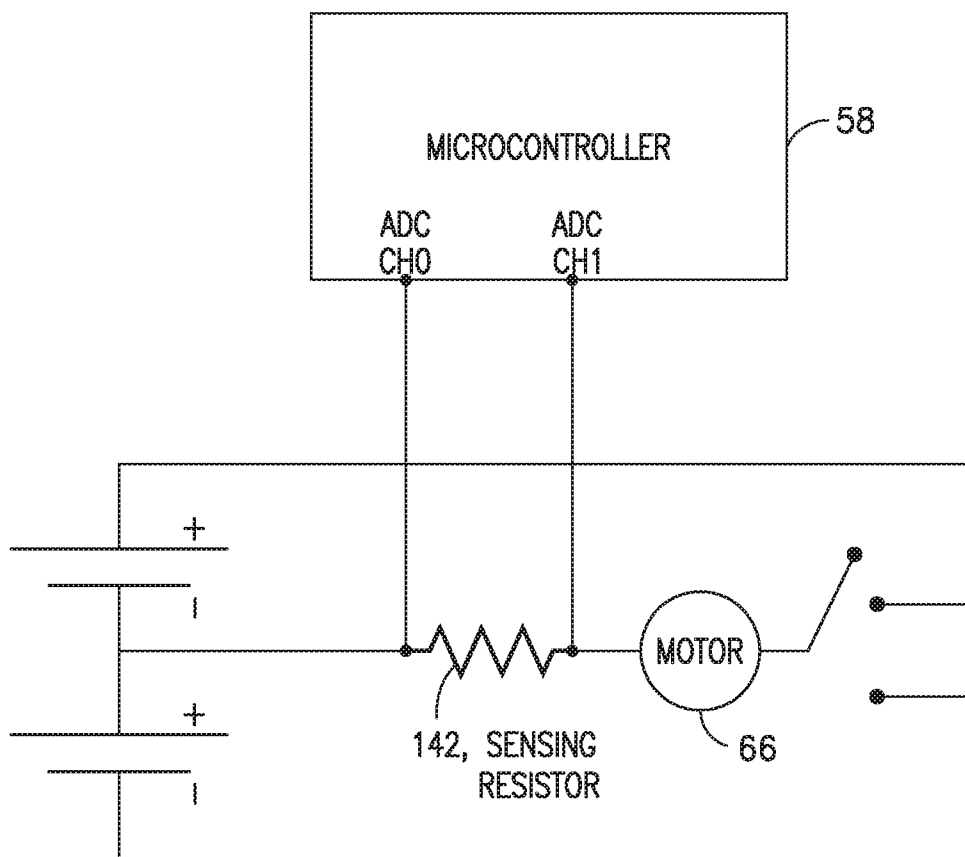 MICROCONTROLLER
58
ADC
CH0
ADC
CH1
+
–
MOTOR
+
–
142, SENSING
RESISTOR
66